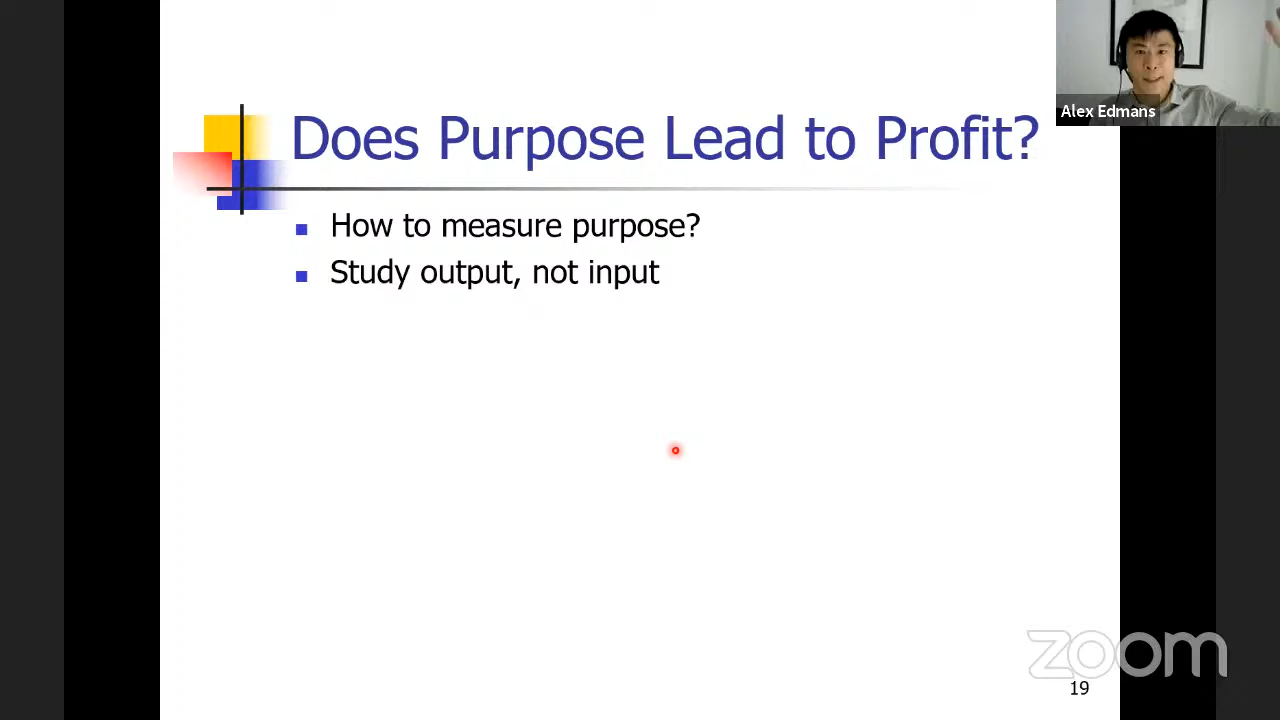 Does Purpose Lead to Profit?
Alex Edmans
How to measure purpose?
Study output, not input
zoom
19